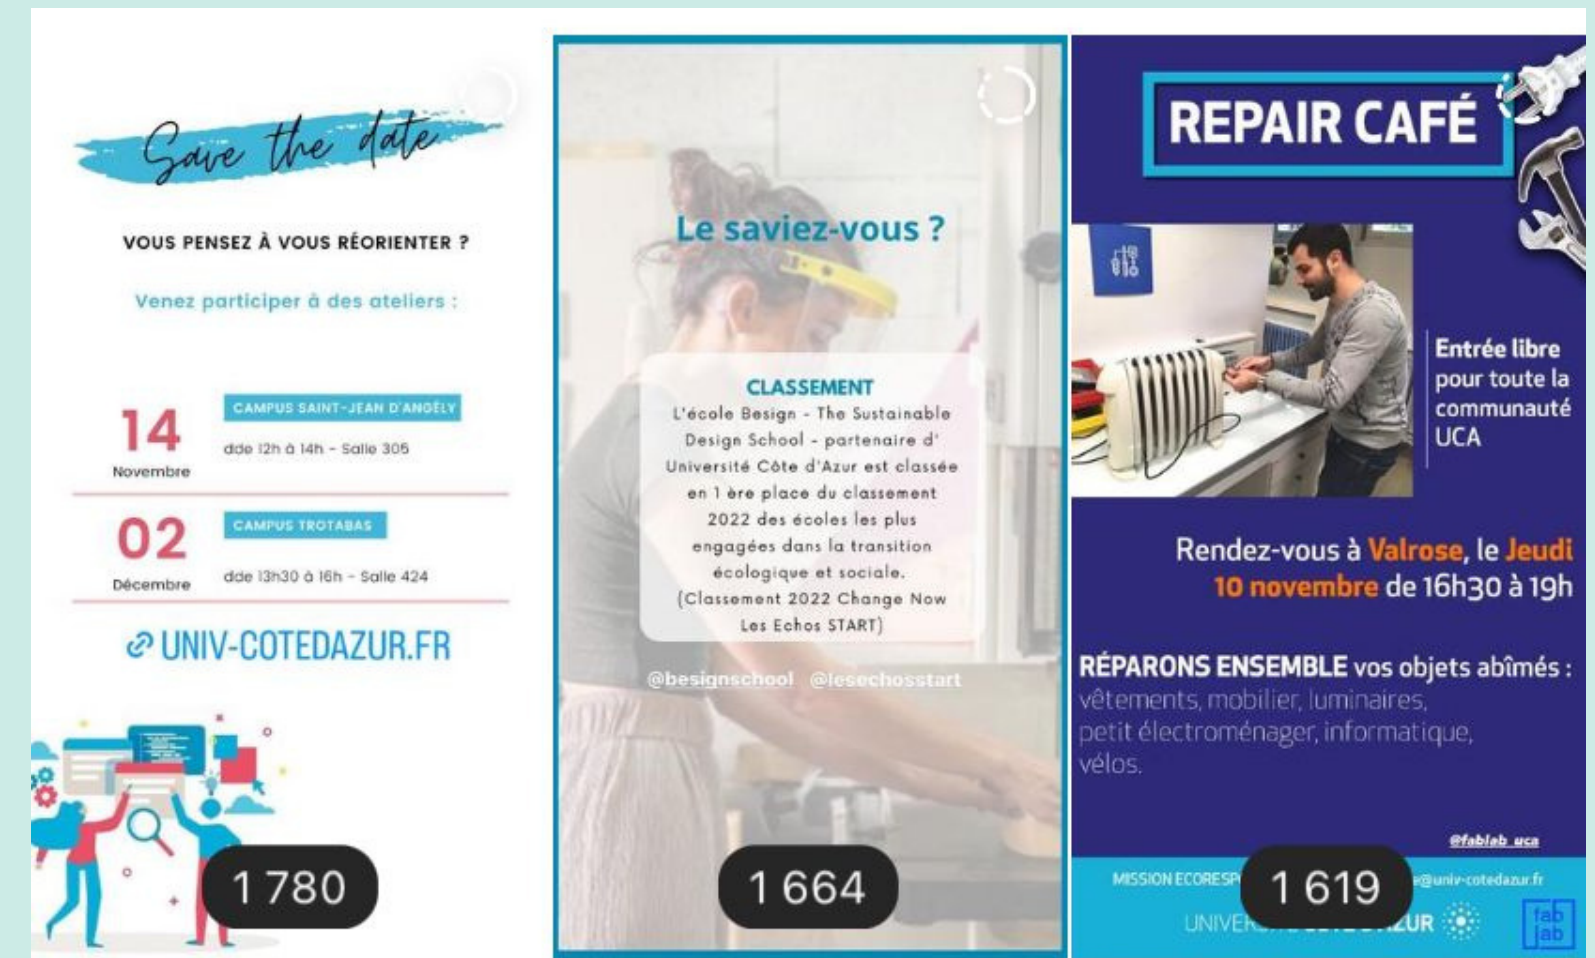 Save the date
VOUS PENSEZ À VOUS RÉORIENTER ?
Venez participer à des ateliers :
14
Novembre
CAMPUS SAINT-JEAN D'ANGÉLY
dde 12h à 14h - Salle 305
02
Décembre
CAMPUS TROTABAS
dde 13h30 à 16h - Salle 424
UNIV-COTEDAZUR.FR
1 780
Le saviez-vous ?
CLASSEMENT
L'école Besign - The Sustainable
Design School - partenaire d'
Université Côte d'Azur est classée
en 1 ère place du classement
2022 des écoles les plus
engagées dans la transition
écologique et sociale.
(Classement 2022 Change Now
Les Echos START)
@besignschool @lesechosstart
1 664
REPAIR CAFÉ
Entrée libre
pour toute la
communauté
UCA
Rendez-vous à Valrose, le Jeudi
10 novembre de 16h30 à 19h
RÉPARONS ENSEMBLE vos objets abîmés :
vêtements, mobilier, luminaires,
petit électroménager, informatique,
vélos.
@fablab_uca
MISSION
1 619
@univ-cotedazur.fr
fab
lab